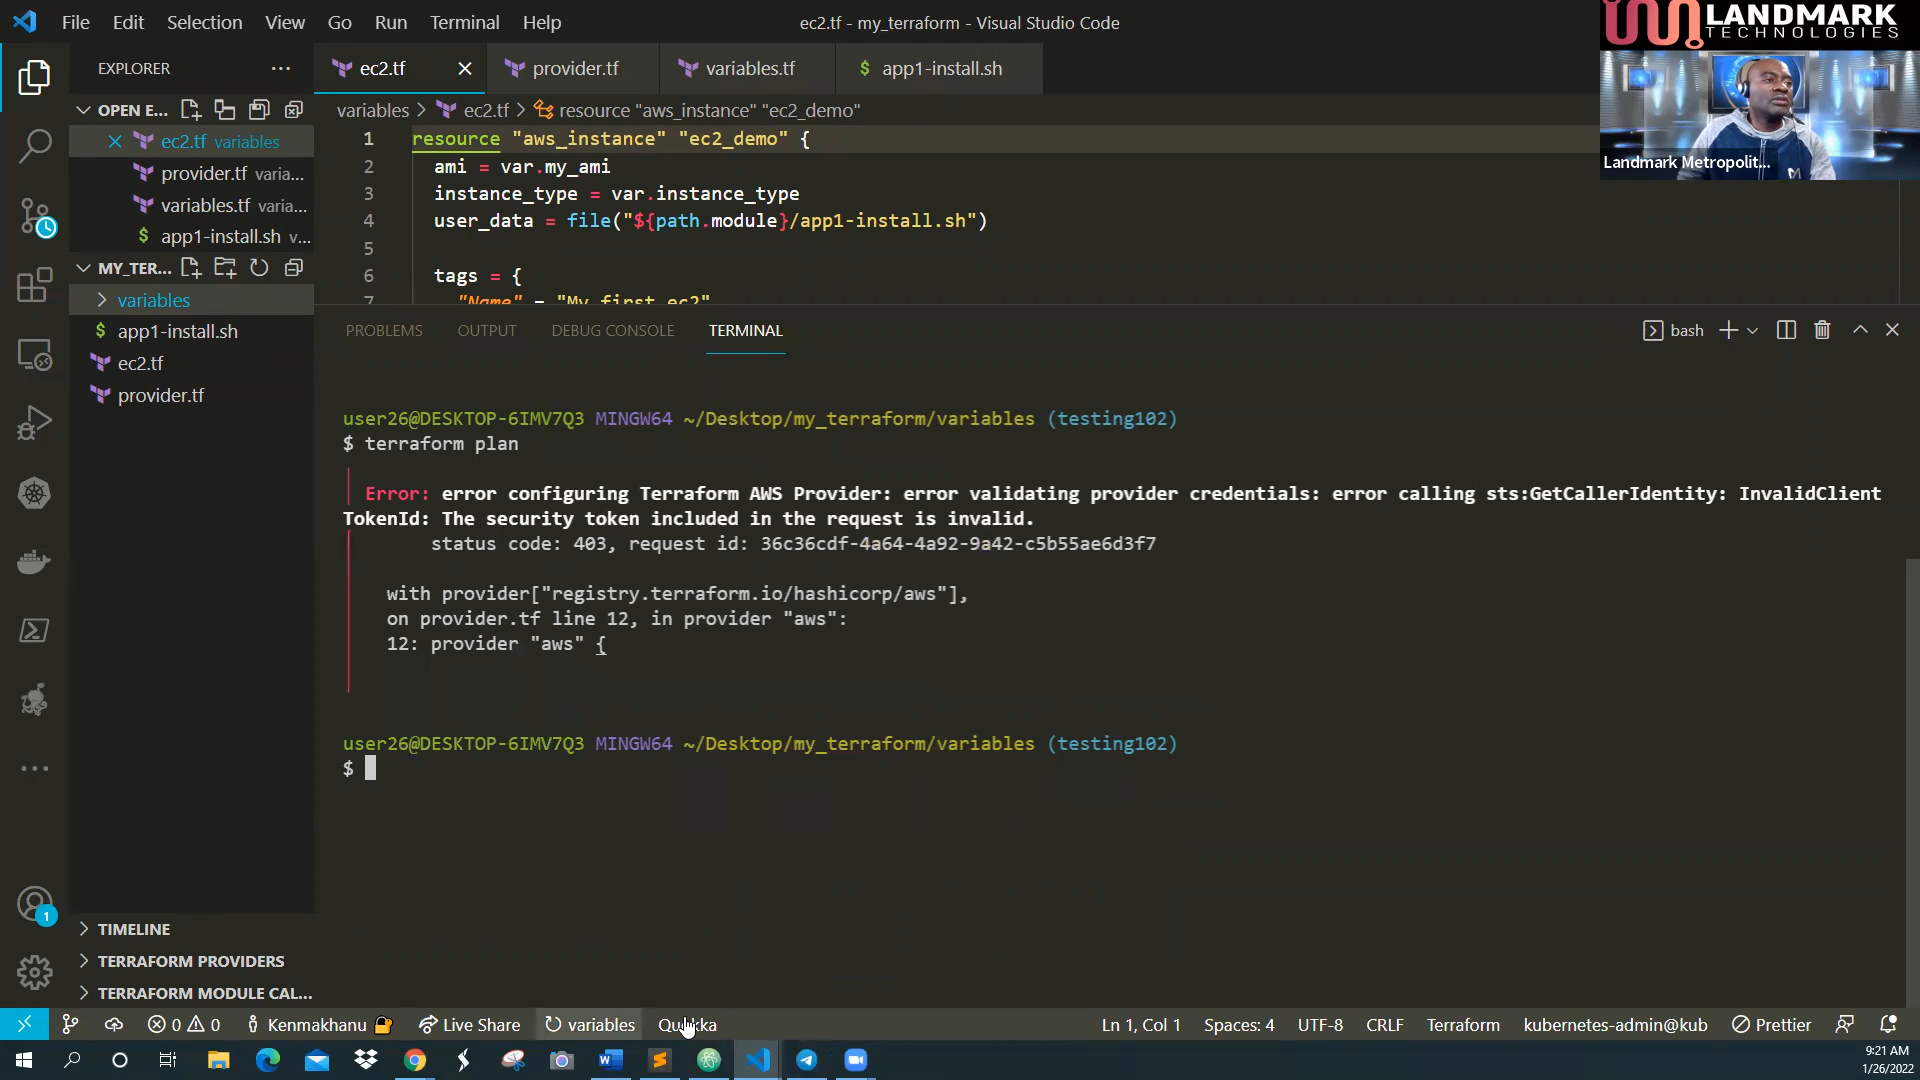 File Edit Selection View Go Run Terminal Help
ec2.tf - my_terraform - Visual Studio Code
LANDMARK
TECHNOLOGIES
Landmark Metropolit...
EXPLORER
OPEN E...
ec2.tf variables
provider.tf varia...
variables.tf varia...
$ app1-install.sh v...
MY_TER...
variables
$ app1-install.sh
ec2.tf
provider.tf
TIMELINE
TERRAFORM PROVIDERS
TERRAFORM MODULE CAL...
ec2.tf provider.tf variables.tf $ app1-install.sh
variables > ec2.tf > resource "aws_instance" "ec2_demo"
1 resource "aws_instance" "ec2_demo" {
2 ami = var.my_ami
3 instance_type = var.instance_type
4 user_data = file("${path.module}/app1-install.sh")
5
6 tags = {
7 "Name" = "My first ec2"
PROBLEMS OUTPUT DEBUG CONSOLE TERMINAL
bash
user26@DESKTOP-6IMV7Q3 MINGW64 ~/Desktop/my_terraform/variables (testing102)
$ terraform plan
Error: error configuring Terraform AWS Provider: error validating provider credentials: error calling sts:GetCallerIdentity: InvalidClient
TokenId: The security token included in the request is invalid.
status code: 403, request id: 36c36cdf-4a64-4a92-9a42-c5b55ae6d3f7
with provider["registry.terraform.io/hashicorp/aws"],
on provider.tf line 12, in provider "aws":
12: provider "aws" {
user26@DESKTOP-6IMV7Q3 MINGW64 ~/Desktop/my_terraform/variables (testing102)
$
1
0 0 Kenmakhanu Live Share variables Quokka
Ln 1, Col 1 Spaces: 4 UTF-8 CRLF Terraform kubernetes-admin@kub Prettier
9:21 AM
1/26/2022